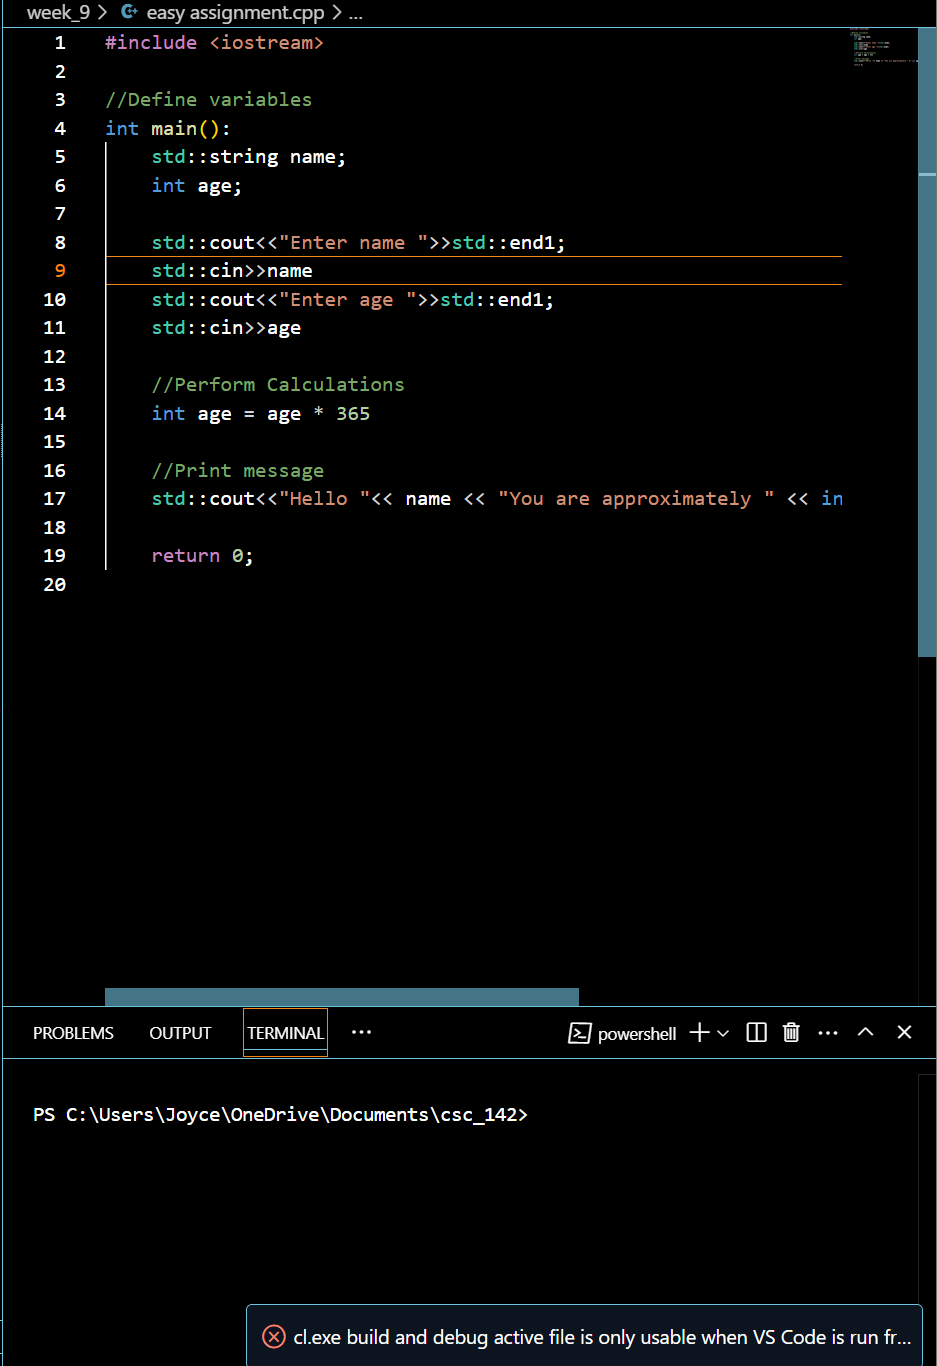 week_9 > easy assignment.cpp > ...
1 #include <iostream>
2
3 //Define variables
4 int main():
5 std::string name;
6 int age;
7
8 std::cout<<"Enter name ">>std::end1;
9 std::cin>>name
10 std::cout<<"Enter age ">>std::end1;
11 std::cin>>age
12
13 //Perform Calculations
14 int age = age * 365
15
16 //Print message
17 std::cout<<"Hello "<< name << "You are approximately " << in
18
19 return 0;
20
PROBLEMS OUTPUT TERMINAL ... powershell
PS C:\Users\Joyce\OneDrive\Documents\csc_142>
cl.exe build and debug active file is only usable when VS Code is run fr...